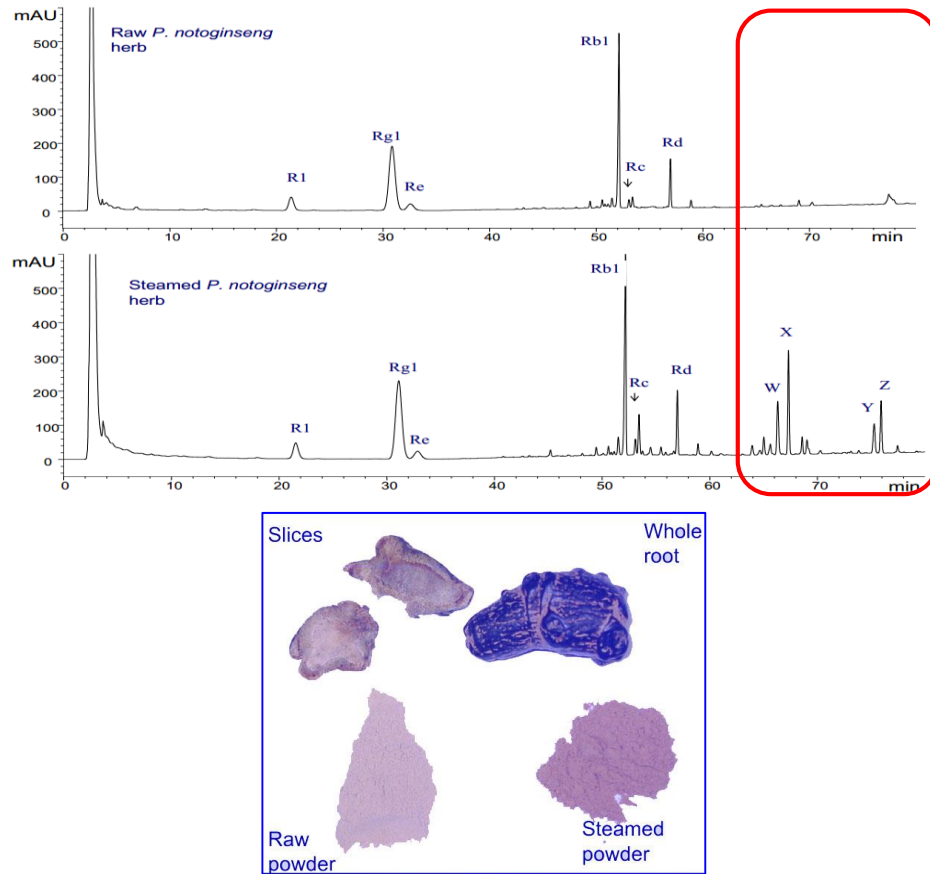 mAU
500
400
300
200
100
0
Raw P. notoginseng
herb
R1
Rg1
Re
Rb1
Rc
Rd
0 10 20 30 40 50 60 70 min
mAU
500
400
300
200
100
0
Steamed P. notoginseng
herb
R1
Rg1
Re
Rb1
Rc
Rd
W
X
Y
Z
0 10 20 30 40 50 60 70 min
Slices
Whole
root
Raw
powder
Steamed
powder